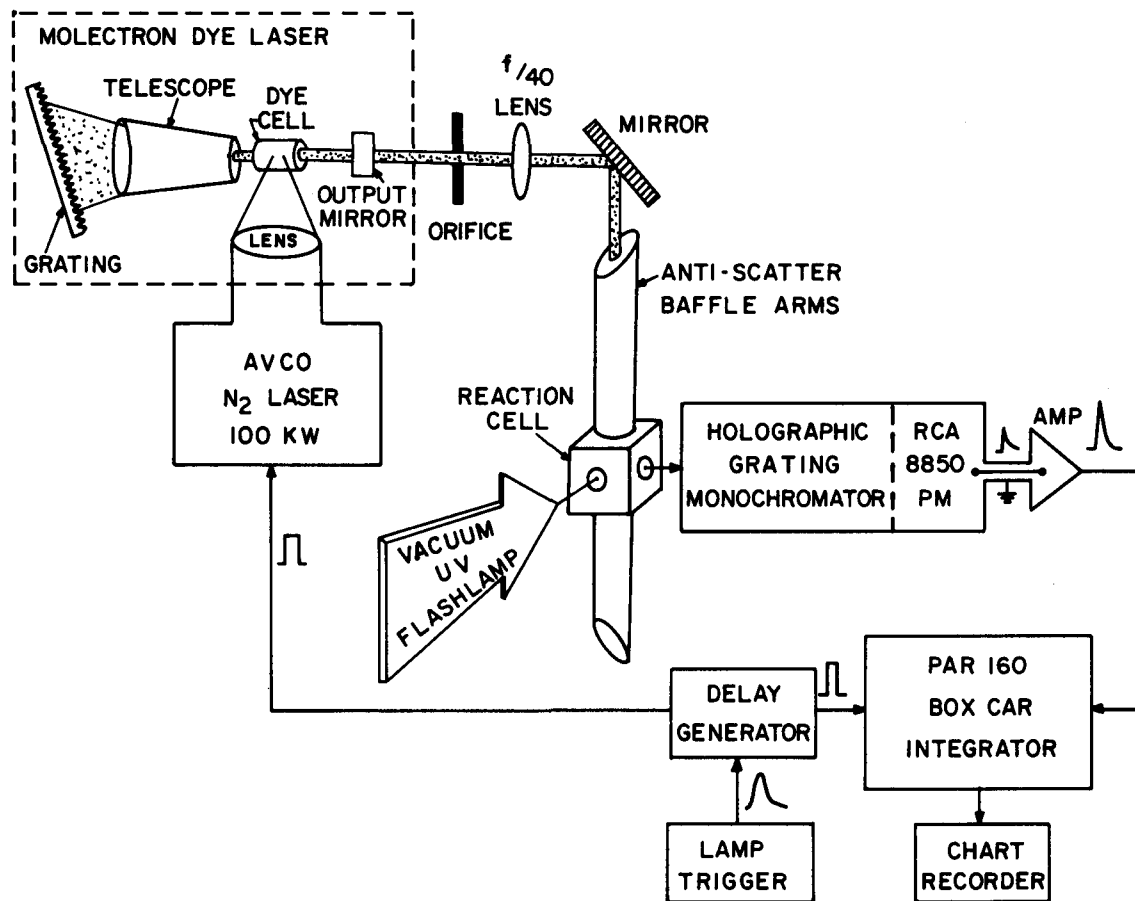 MOLECTRON DYE LASER
TELESCOPE
DYE
CELL
f/40
LENS
MIRROR
OUTPUT
MIRROR
ORIFICE
GRATING
LENS
ANTI-SCATTER
BAFFLE ARMS
AVCO
N2 LASER
100 KW
REACTION
CELL
HOLOGRAPHIC
GRATING
MONOCHROMATOR
RCA
8850
PM
AMP
VACUUM
UV
FLASHLAMP
DELAY
GENERATOR
PAR 160
BOX CAR
INTEGRATOR
LAMP
TRIGGER
CHART
RECORDER